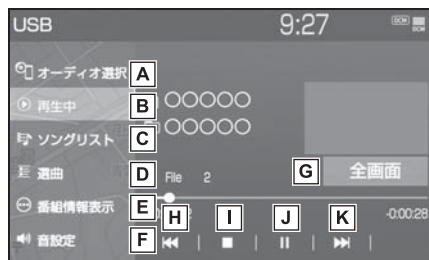 USB 9:27 DCM DCM
オーディオ選択 A
再生中 B ○○○○○
ソングリスト C ○○○○○
選曲 D File 2
G 全画面
番組情報表示 E
-0:00:28
音設定 F H I J K